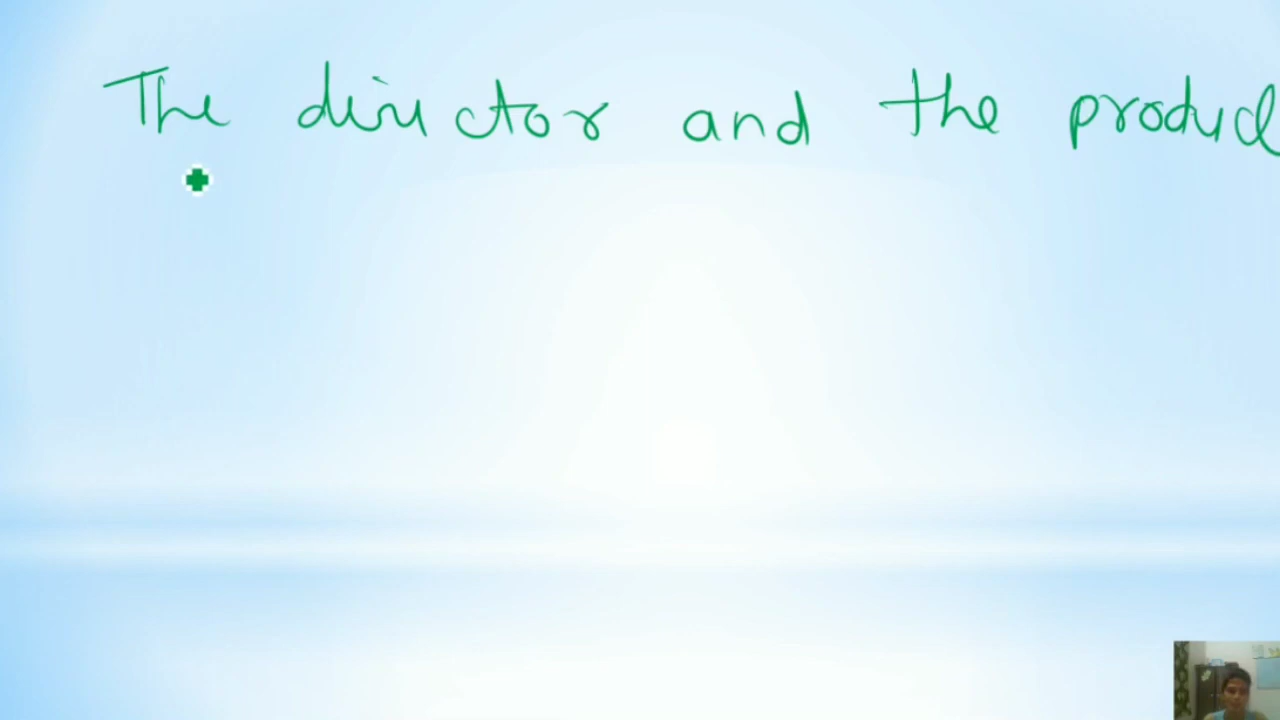 The director and the produc